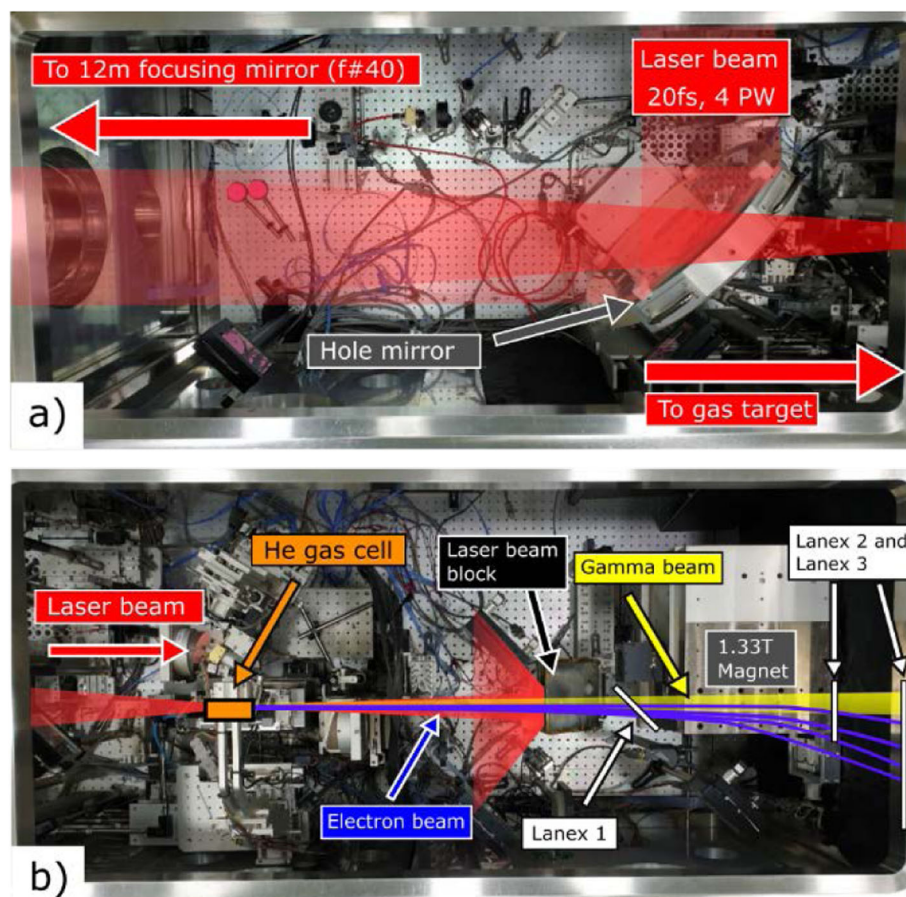 To 12m focusing mirror (f#40)
Laser beam
20fs, 4 PW
Hole mirror
To gas target
a)
He gas cell
Laser beam
block
Gamma beam
Lanex 2 and
Lanex 3
Laser beam
1.33T
Magnet
Electron beam
Lanex 1
b)